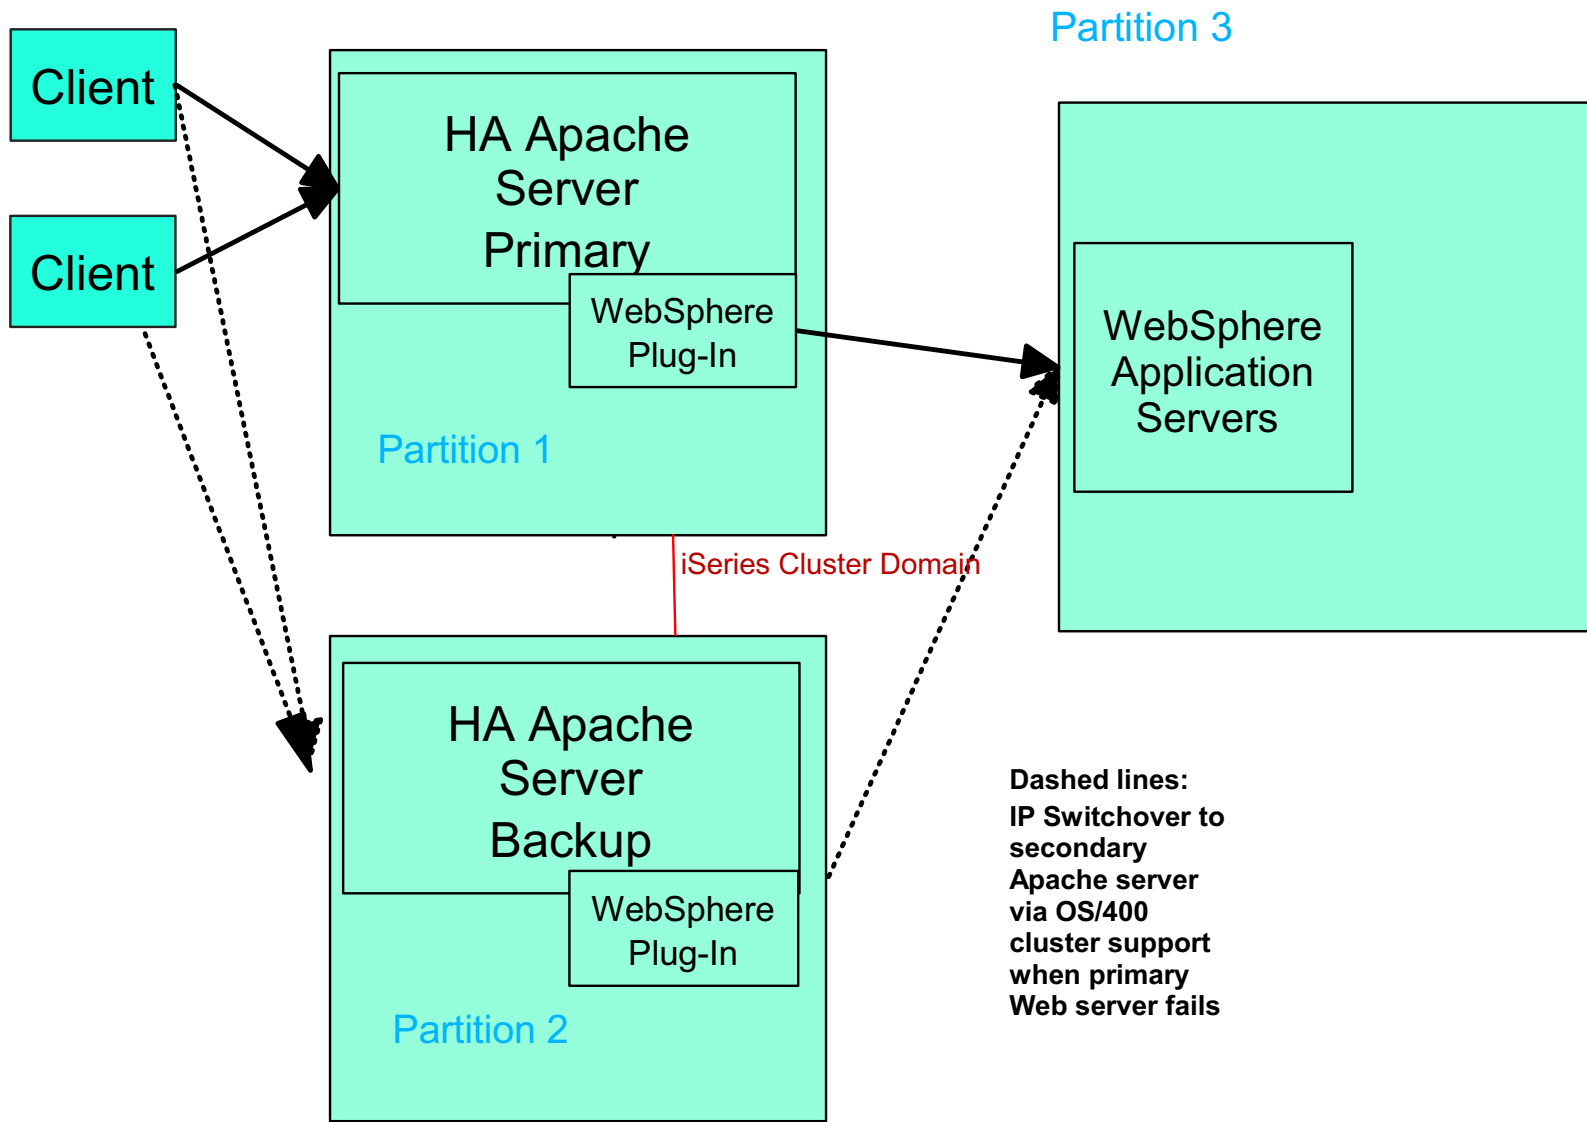 Partition 3
Client
HA Apache
Server
Primary
Client
WebSphere
Plug-In
WebSphere
Application
Servers
Partition 1
iSeries Cluster Domain
HA Apache
Server
Backup
WebSphere
Plug-In
Partition 2
Dashed lines:
IP Switchover to
secondary
Apache server
via OS/400
cluster support
when primary
Web server fails